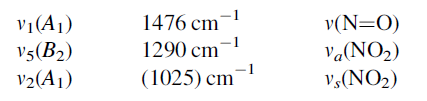 ν₁(A₁) 1476 cm⁻¹ ν(N=O)
ν₅(B₂) 1290 cm⁻¹ νₐ(NO₂)
ν₂(A₁) (1025) cm⁻¹ νₛ(NO₂)